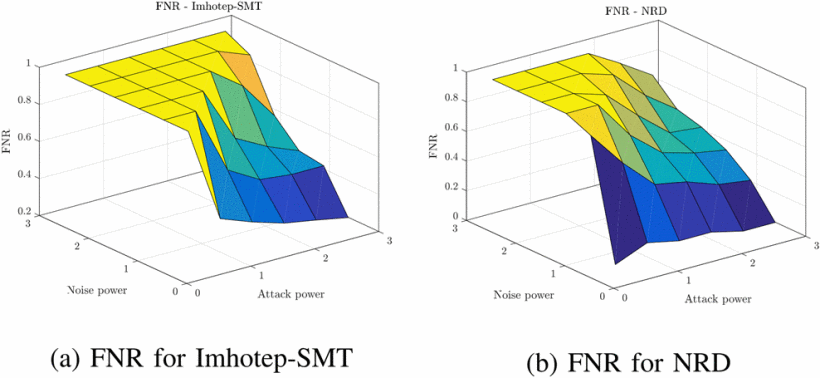 FNR - Imhotep-SMT
1
0.8
0.6
0.4
0.2
FNR
3
2
1
0
Noise power
0
1
2
3
Attack power
(a) FNR for Imhotep-SMT
FNR - NRD
1
0.8
0.6
0.4
0.2
0
FNR
3
2
1
0
Noise power
0
1
2
3
Attack power
(b) FNR for NRD